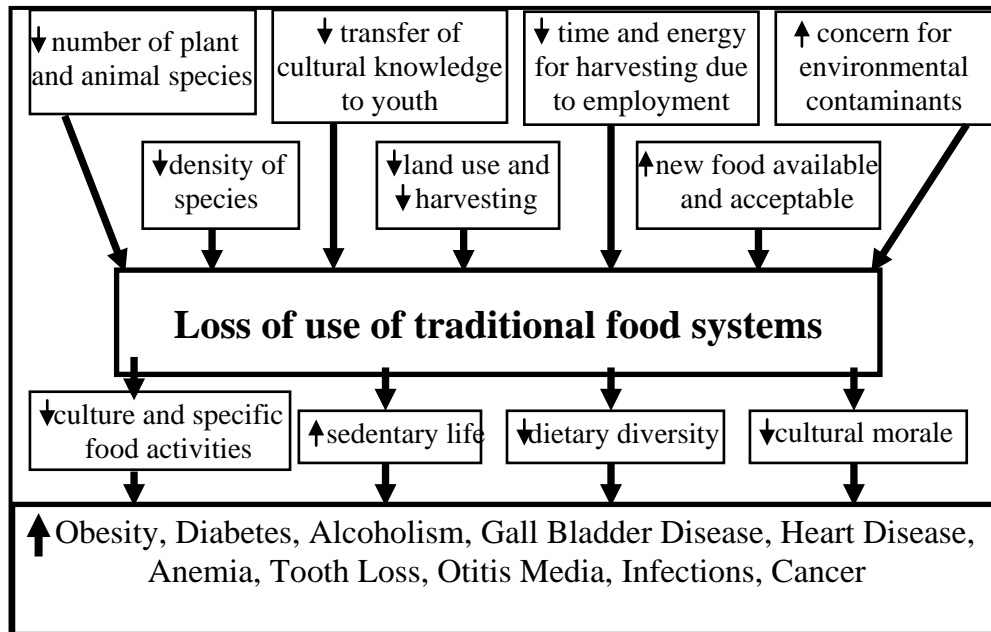 ↓ number of plant
and animal species
↓ transfer of
cultural knowledge
to youth
↓ time and energy
for harvesting due
to employment
↑ concern for
environmental
contaminants
↓density of
species
↓land use and
↓ harvesting
↑new food available
and acceptable
Loss of use of traditional food systems
↓culture and specific
food activities
↑ sedentary life
↓dietary diversity
↓cultural morale
↑ Obesity, Diabetes, Alcoholism, Gall Bladder Disease, Heart Disease,
Anemia, Tooth Loss, Otitis Media, Infections, Cancer